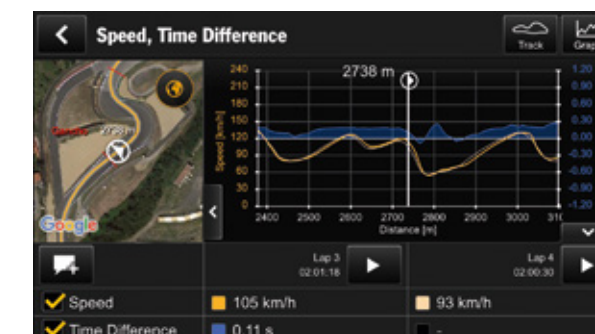 Speed, Time Difference
Track
2738 m
240
210
180
150
120
90
60
30
0
Speed [km/h]
1.20
0.90
0.60
0.30
0.00
-0.30
-0.60
-0.90
-1.20
2400 2500 2600 2700 2800 2900 3000
Distance [m]
Google
Lap 3
02:01:18
Lap 4
02:00:30
Speed
105 km/h
93 km/h
Time Difference
0.11 s
-